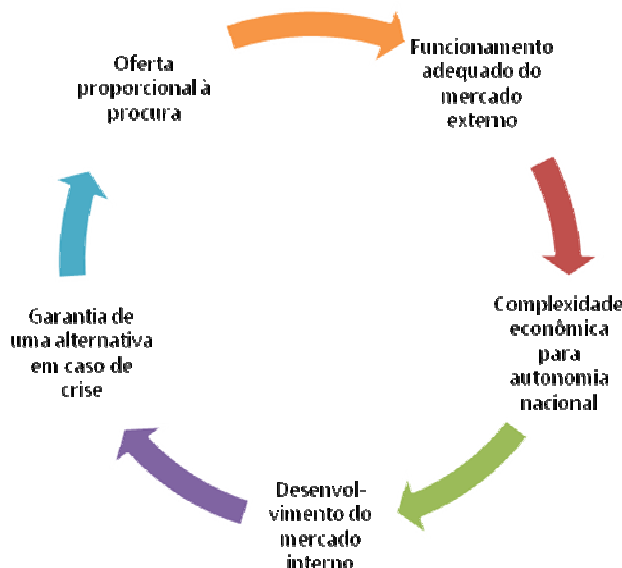 Oferta
proporcional à
procura
Funcionamento
adequado do
mercado
externo
Complexidade
econômica
para
autonomia
nacional
Desenvol-
vimento do
mercado
interno
Garantia de
uma alternativa
em caso de
crise